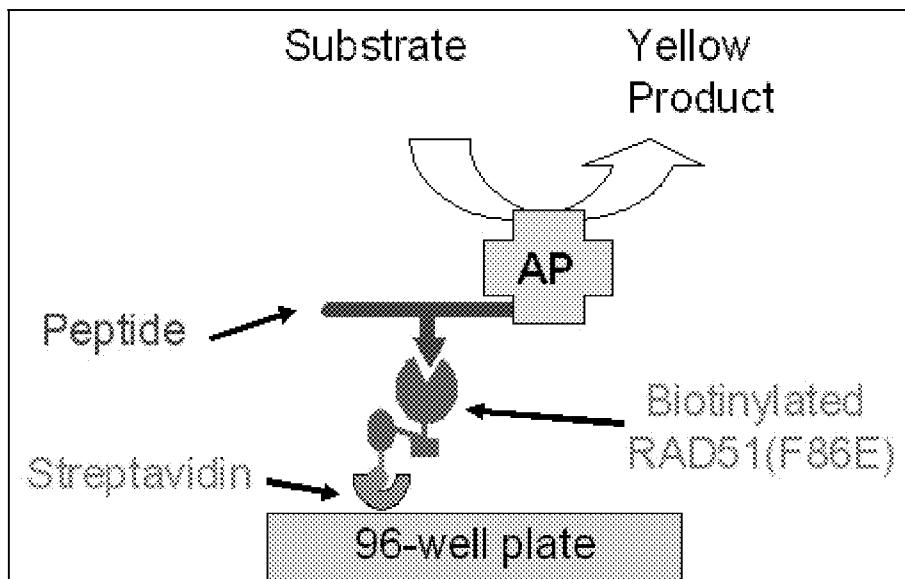 Substrate
Yellow
Product
AP
Peptide
Biotinylated
RAD51(F86E)
Streptavidin
96-well plate